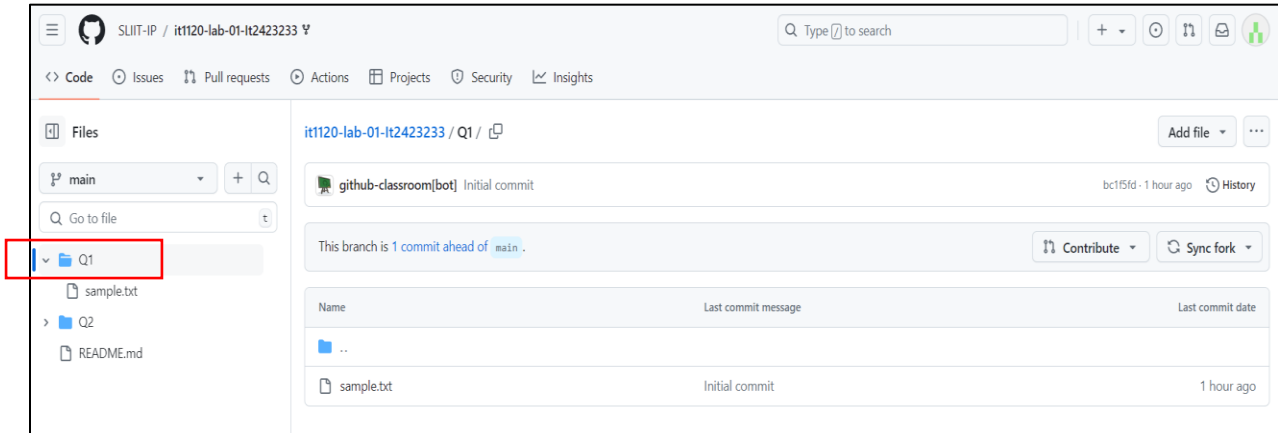 SLIIT-IP / it1120-lab-01-It2423233
Type / to search
Code Issues Pull requests Actions Projects Security Insights
Files
main
Go to file t
Q1
sample.txt
Q2
README.md
it1120-lab-01-It2423233 / Q1 /
Add file
github-classroom[bot] Initial commit
bc1f5fd · 1 hour ago History
This branch is 1 commit ahead of main .
Contribute Sync fork
Name Last commit message Last commit date
..
sample.txt Initial commit 1 hour ago